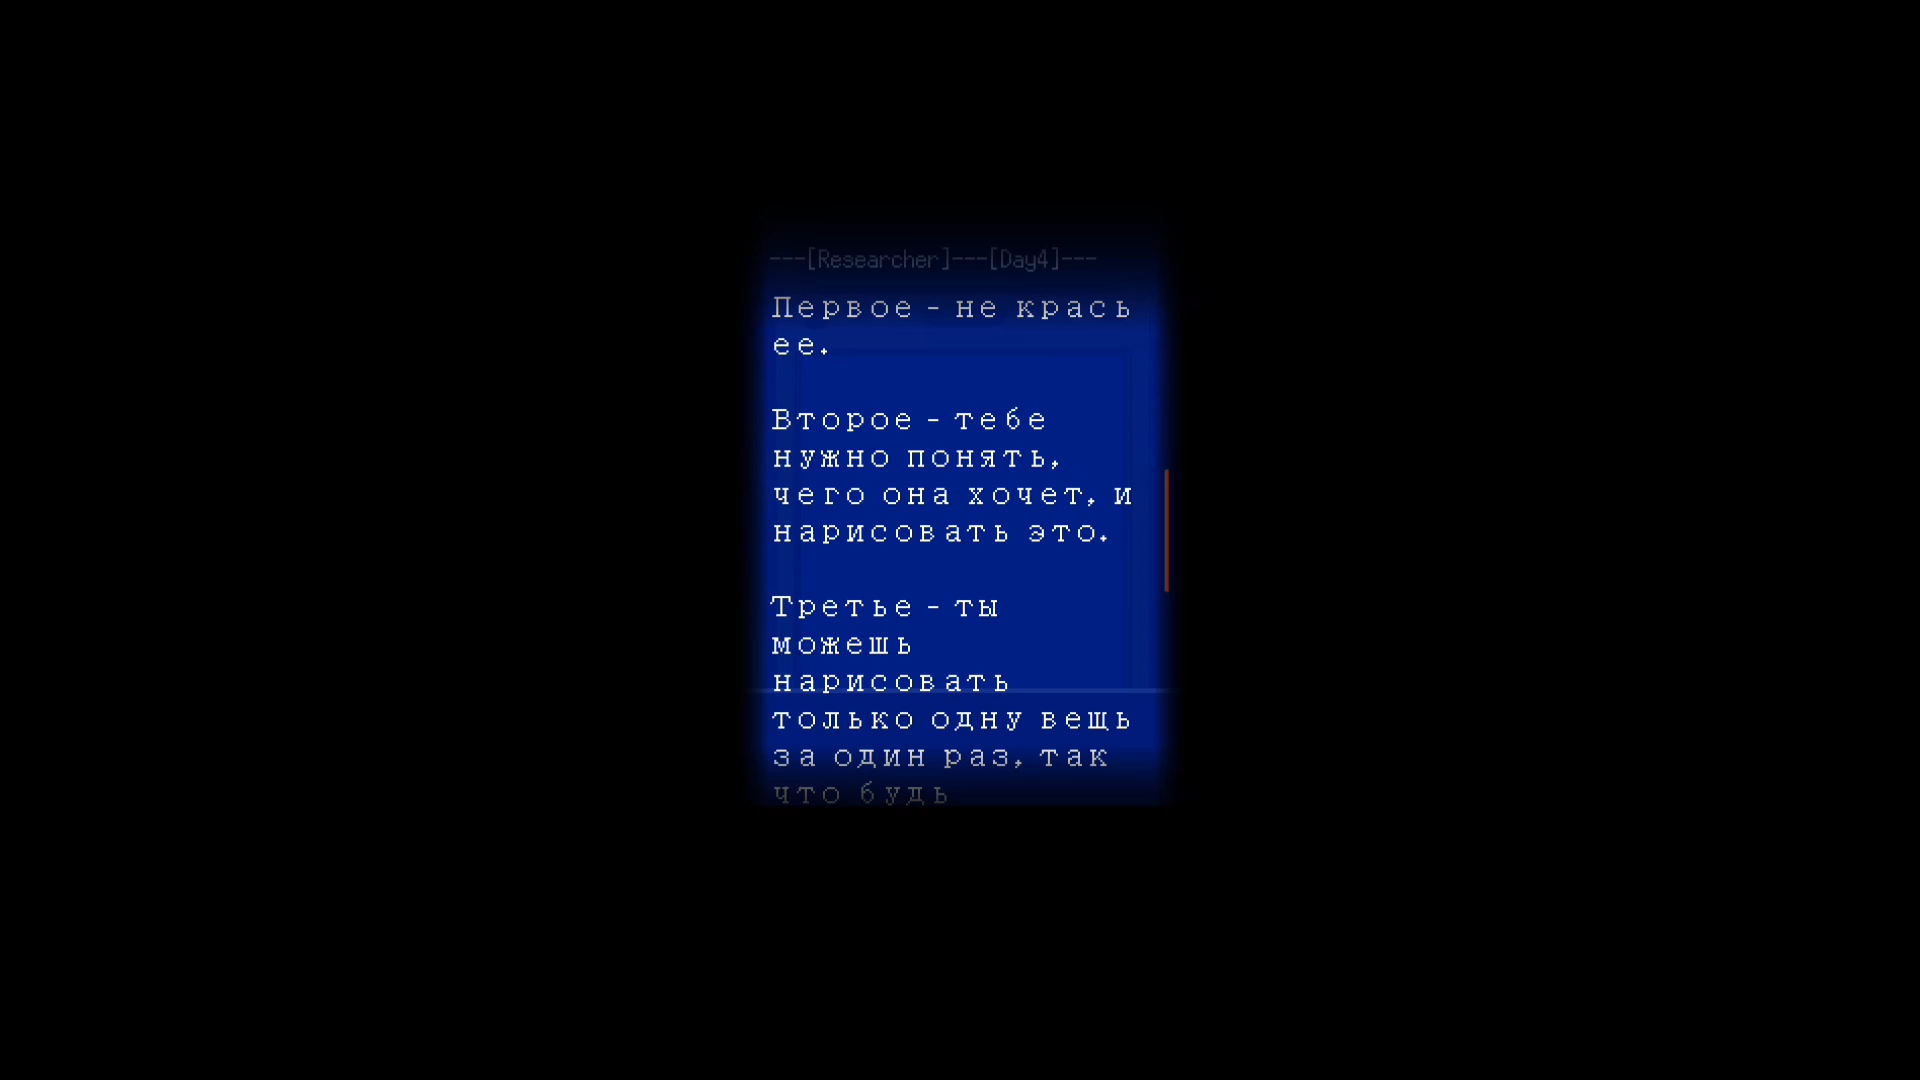 ---[Researcher]---[Day4]---
Первое - не крась
ее.
Второе - тебе
нужно понять,
чего она хочет, и
нарисовать это.
Третье - ты
можешь
нарисовать
только одну вещь
за один раз, так
что будь